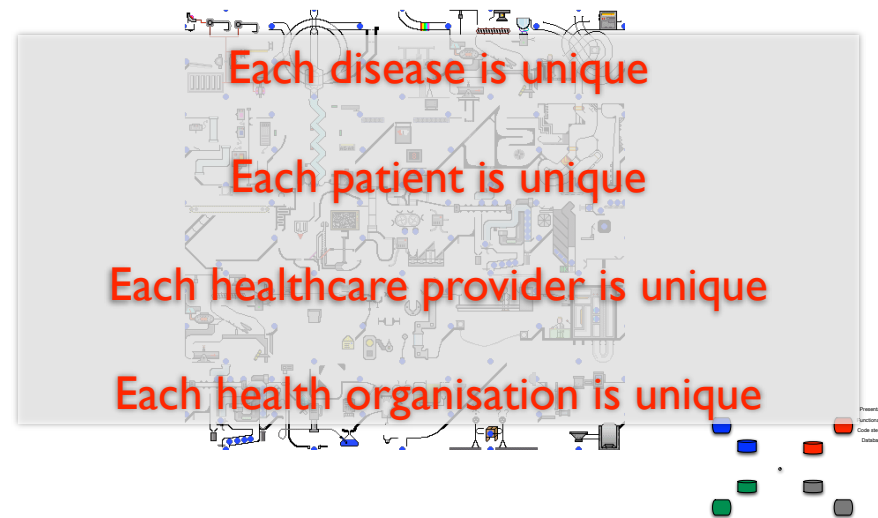 Each disease is unique
Each patient is unique
Each healthcare provider is unique
Each health organisation is unique